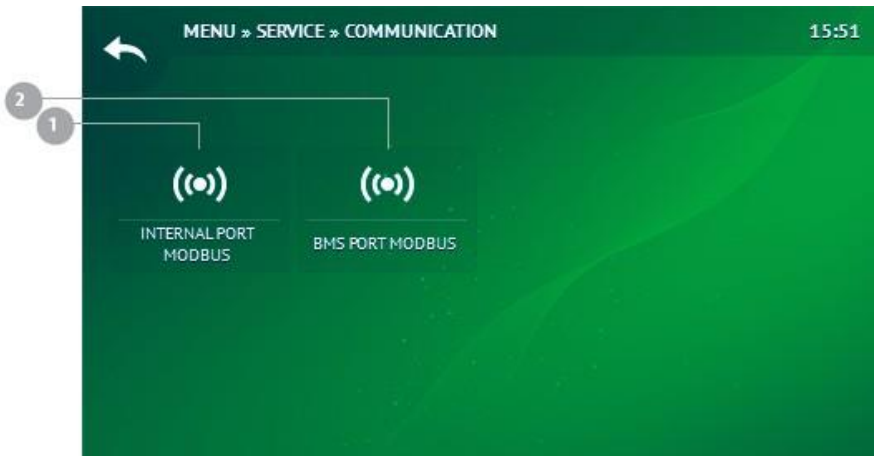 MENU » SERVICE » COMMUNICATION
15:51
2
1
INTERNAL PORT
MODBUS
BMS PORT MODBUS